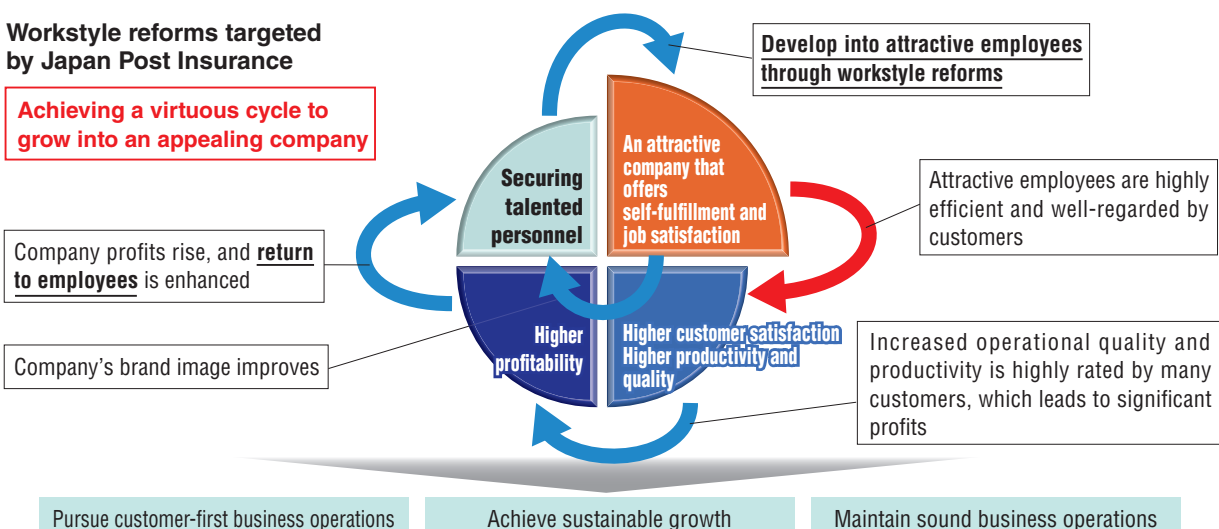 Workstyle reforms targeted
by Japan Post Insurance
Achieving a virtuous cycle to
grow into an appealing company
Develop into attractive employees
through workstyle reforms
Securing
talented
personnel
An attractive
company that
offers
self-fulfillment and
job satisfaction
Attractive employees are highly
efficient and well-regarded by
customers
Company profits rise, and return
to employees is enhanced
Higher
profitability
Higher customer satisfaction
Higher productivity and
quality
Company’s brand image improves
Increased operational quality and
productivity is highly rated by many
customers, which leads to significant
profits
Pursue customer-first business operations
Achieve sustainable growth
Maintain sound business operations